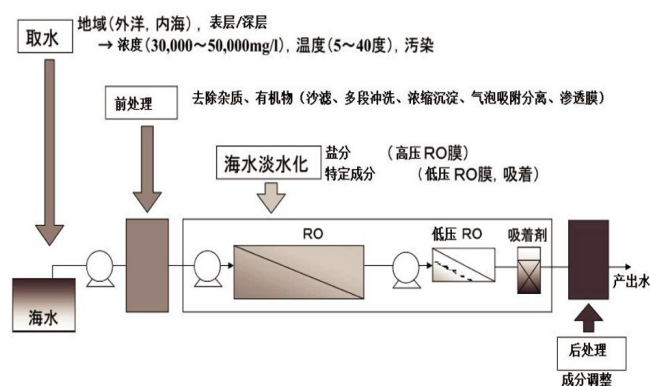 取水
地域(外洋, 内海), 表层/深层
→ 浓度(30,000～50,000mg/l), 温度(5～40度), 污染
前处理
去除杂质、有机物(沙滤、多段冲洗、浓缩沉淀、气泡吸附分离、渗透膜)
海水淡水化
盐分 (高压RO膜)
特定成分 (低压RO膜, 吸着)
RO
低压 RO
吸着剂
海水
产出水
后处理
成分调整